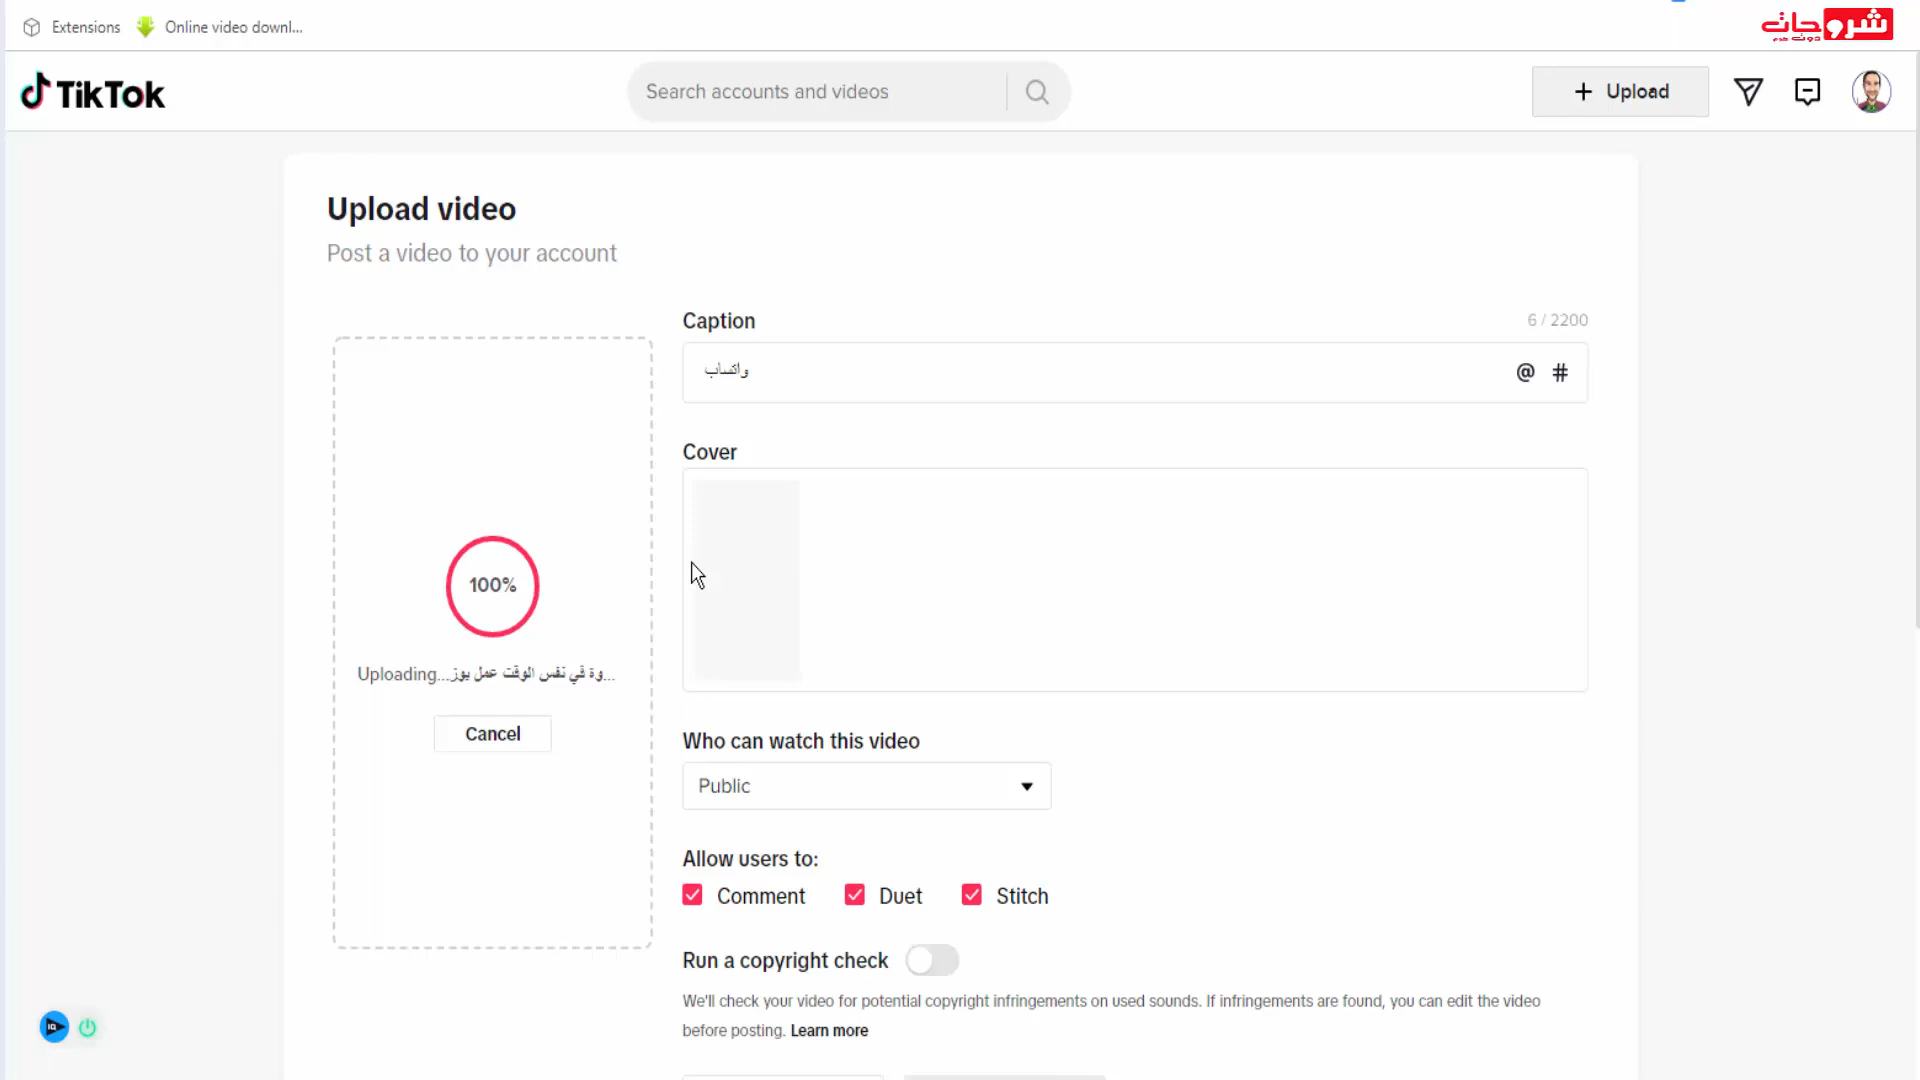 Extensions
Online video downl...
شروحات
دوت كوم
TikTok
Search accounts and videos
+ Upload
Upload video
Post a video to your account
Caption
6 / 2200
واتساب
@ #
Cover
100%
Uploading...وة في نفس الوقت عمل بوز...
Cancel
Who can watch this video
Public
Allow users to:
Comment
Duet
Stitch
Run a copyright check
We'll check your video for potential copyright infringements on used sounds. If infringements are found, you can edit the video
before posting. Learn more